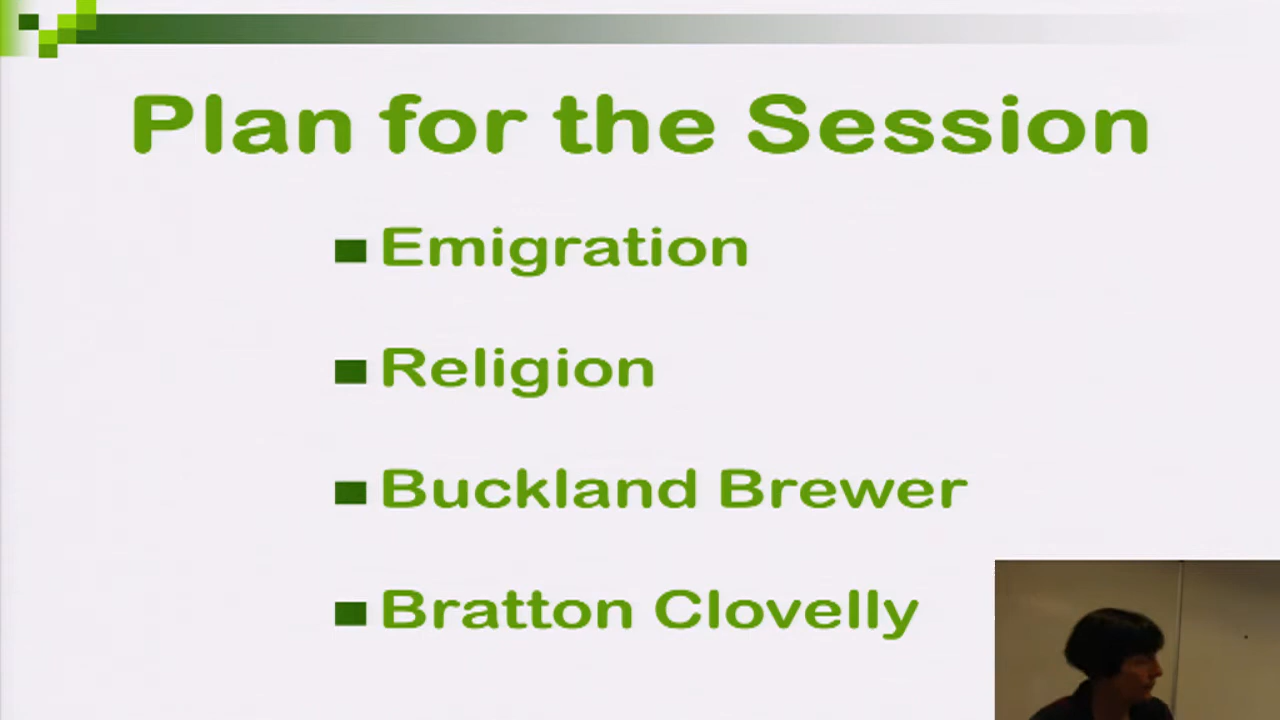 Plan for the Session
Emigration
Religion
Buckland Brewer
Bratton Clovelly